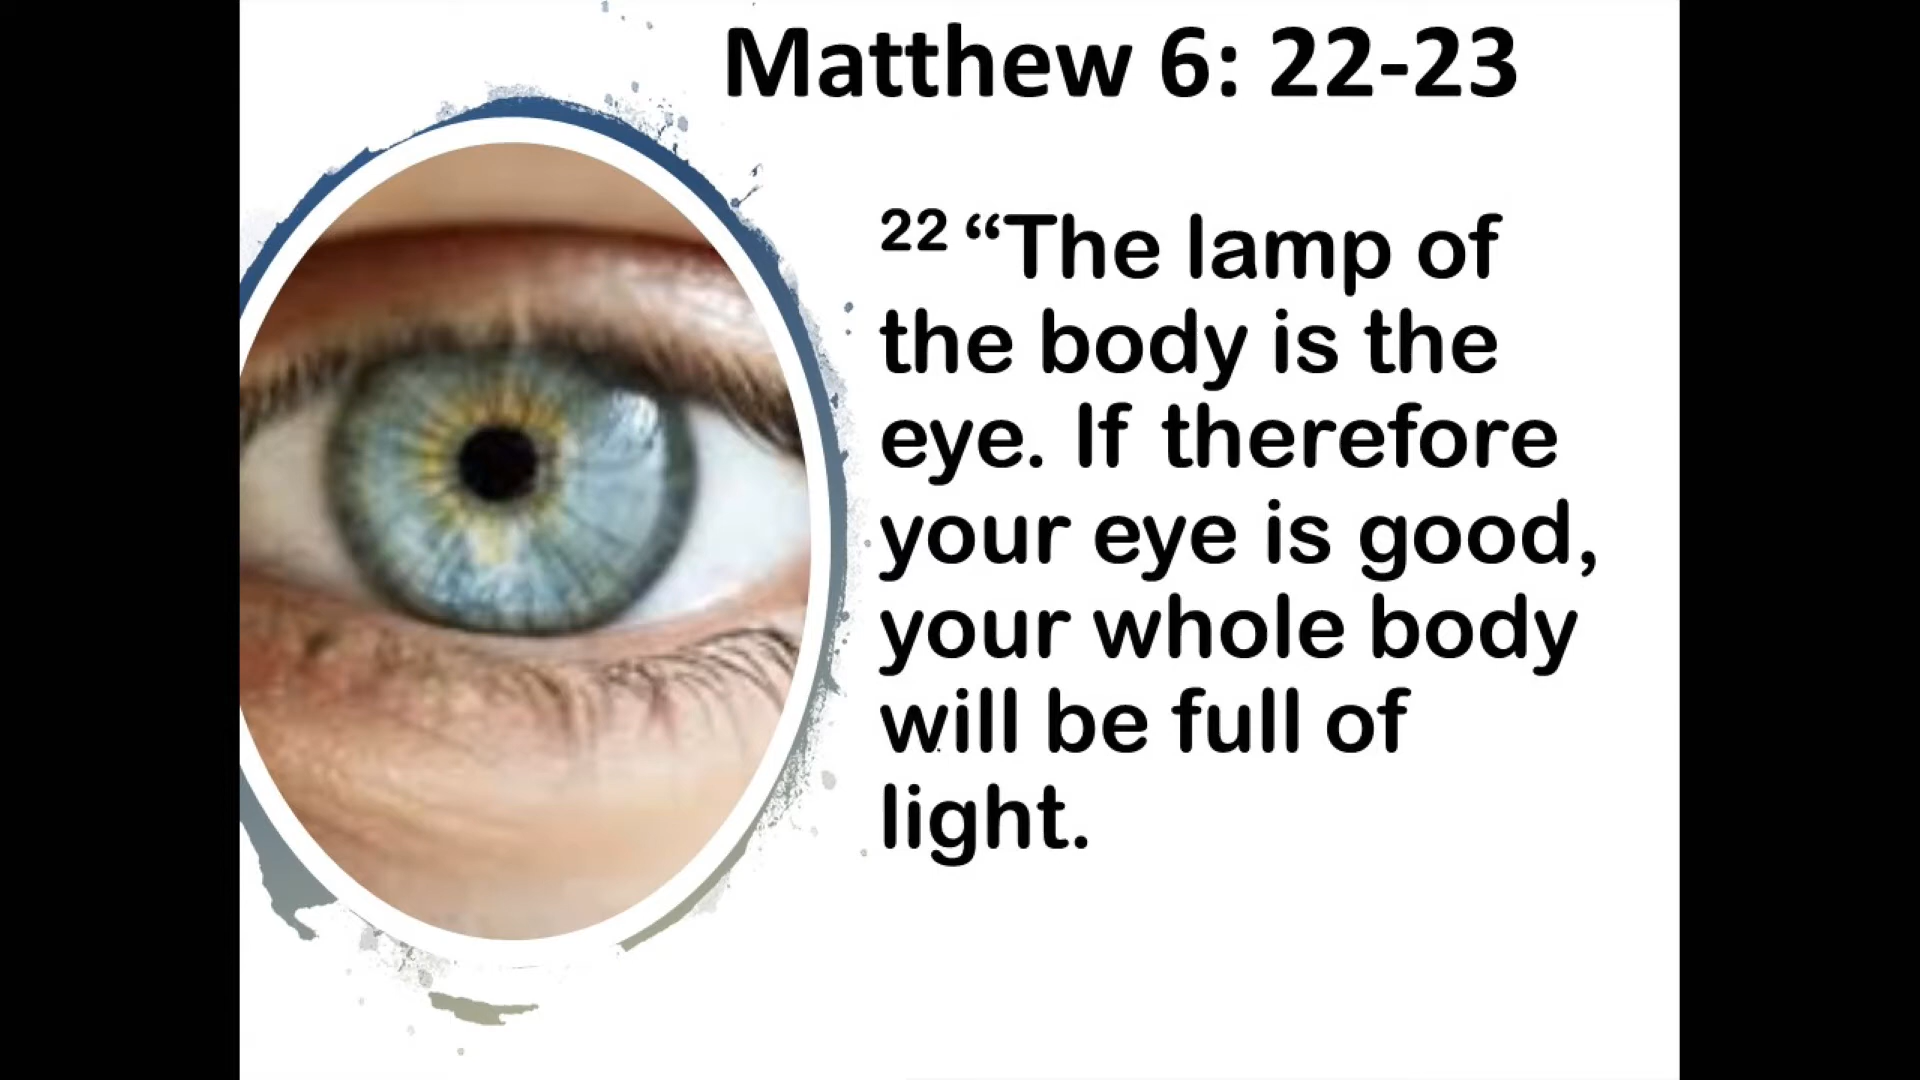 Matthew 6: 22-23
22 “The lamp of
the body is the
eye. If therefore
your eye is good,
your whole body
will be full of
light.